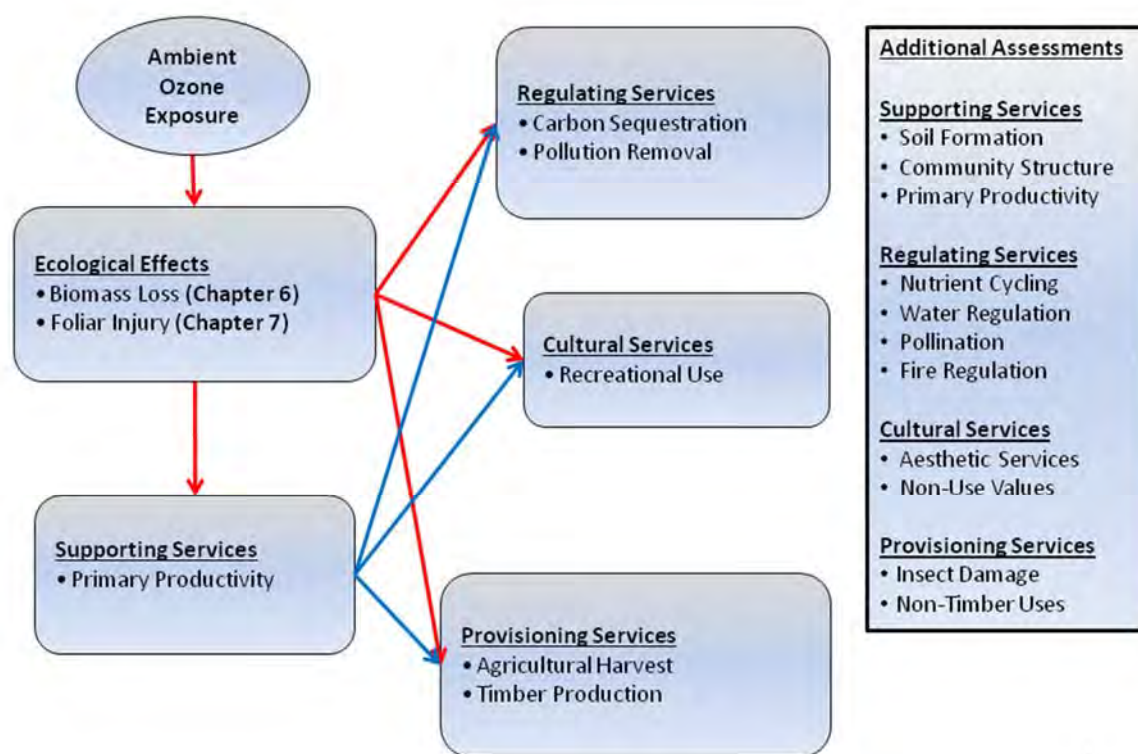 Ambient
Ozone
Exposure
Ecological Effects
• Biomass Loss (Chapter 6)
• Foliar Injury (Chapter 7)
Supporting Services
• Primary Productivity
Regulating Services
• Carbon Sequestration
• Pollution Removal
Cultural Services
• Recreational Use
Provisioning Services
• Agricultural Harvest
• Timber Production
Additional Assessments
Supporting Services
• Soil Formation
• Community Structure
• Primary Productivity
Regulating Services
• Nutrient Cycling
• Water Regulation
• Pollination
• Fire Regulation
Cultural Services
• Aesthetic Services
• Non-Use Values
Provisioning Services
• Insect Damage
• Non-Timber Uses